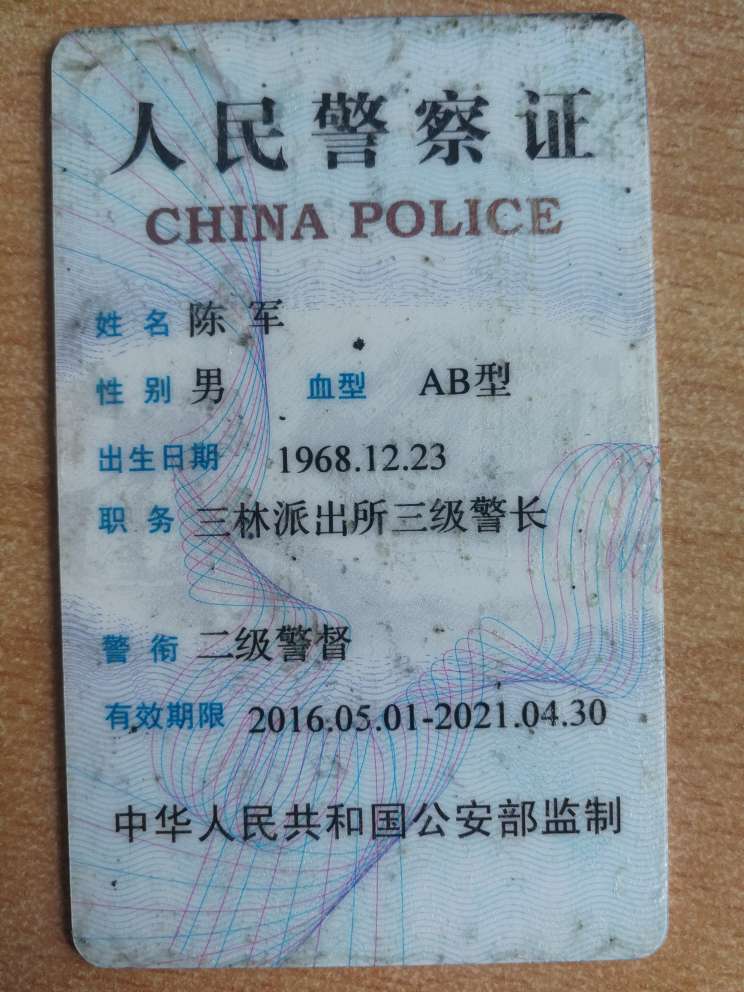 人民警察证
CHINA POLICE
姓 名 陈 军
性 别 男 血型 AB型
出生日期 1968.12.23
职 务 三林派出所三级警长
警 衔 二级警督
有效期限 2016.05.01-2021.04.30
中华人民共和国公安部监制